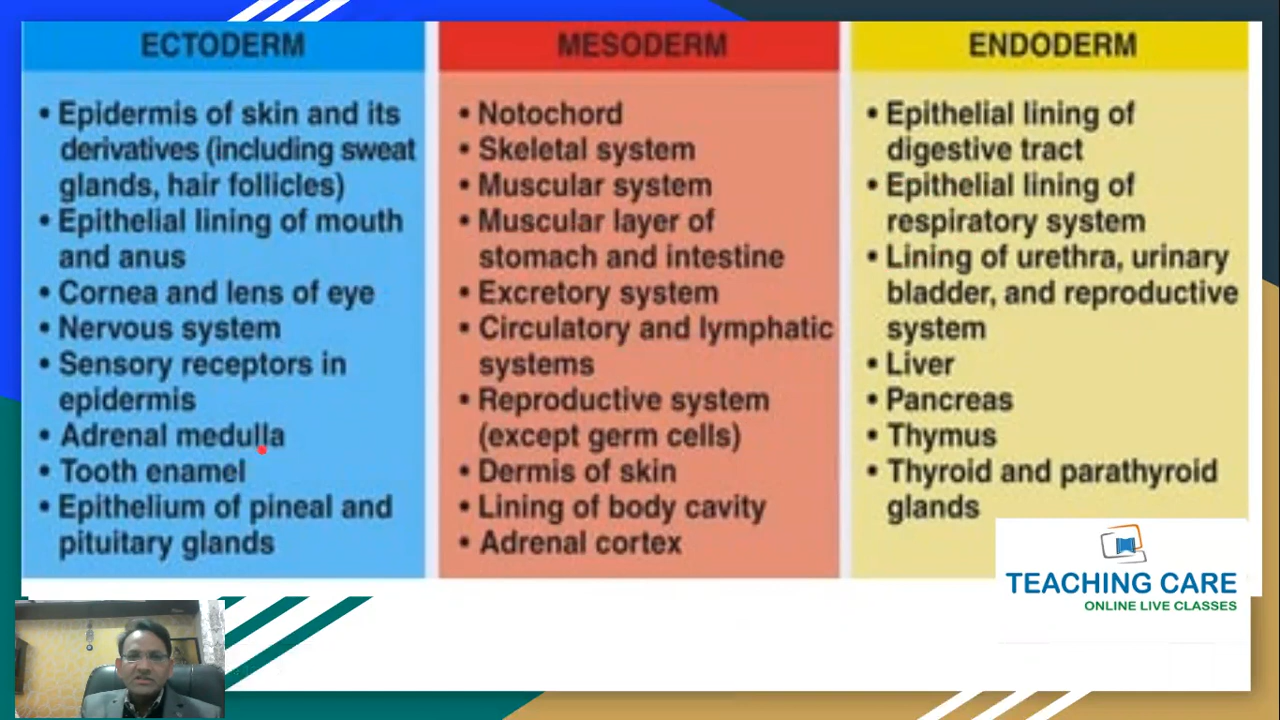 ECTODERM
• Epidermis of skin and its
derivatives (including sweat
glands, hair follicles)
• Epithelial lining of mouth
and anus
• Cornea and lens of eye
• Nervous system
• Sensory receptors in
epidermis
• Adrenal medulla
• Tooth enamel
• Epithelium of pineal and
pituitary glands
MESODERM
• Notochord
• Skeletal system
• Muscular system
• Muscular layer of
stomach and intestine
• Excretory system
• Circulatory and lymphatic
systems
• Reproductive system
(except germ cells)
• Dermis of skin
• Lining of body cavity
• Adrenal cortex
ENDODERM
• Epithelial lining of
digestive tract
• Epithelial lining of
respiratory system
• Lining of urethra, urinary
bladder, and reproductive
system
• Liver
• Pancreas
• Thymus
• Thyroid and parathyroid
glands
TEACHING CARE
ONLINE LIVE CLASSES